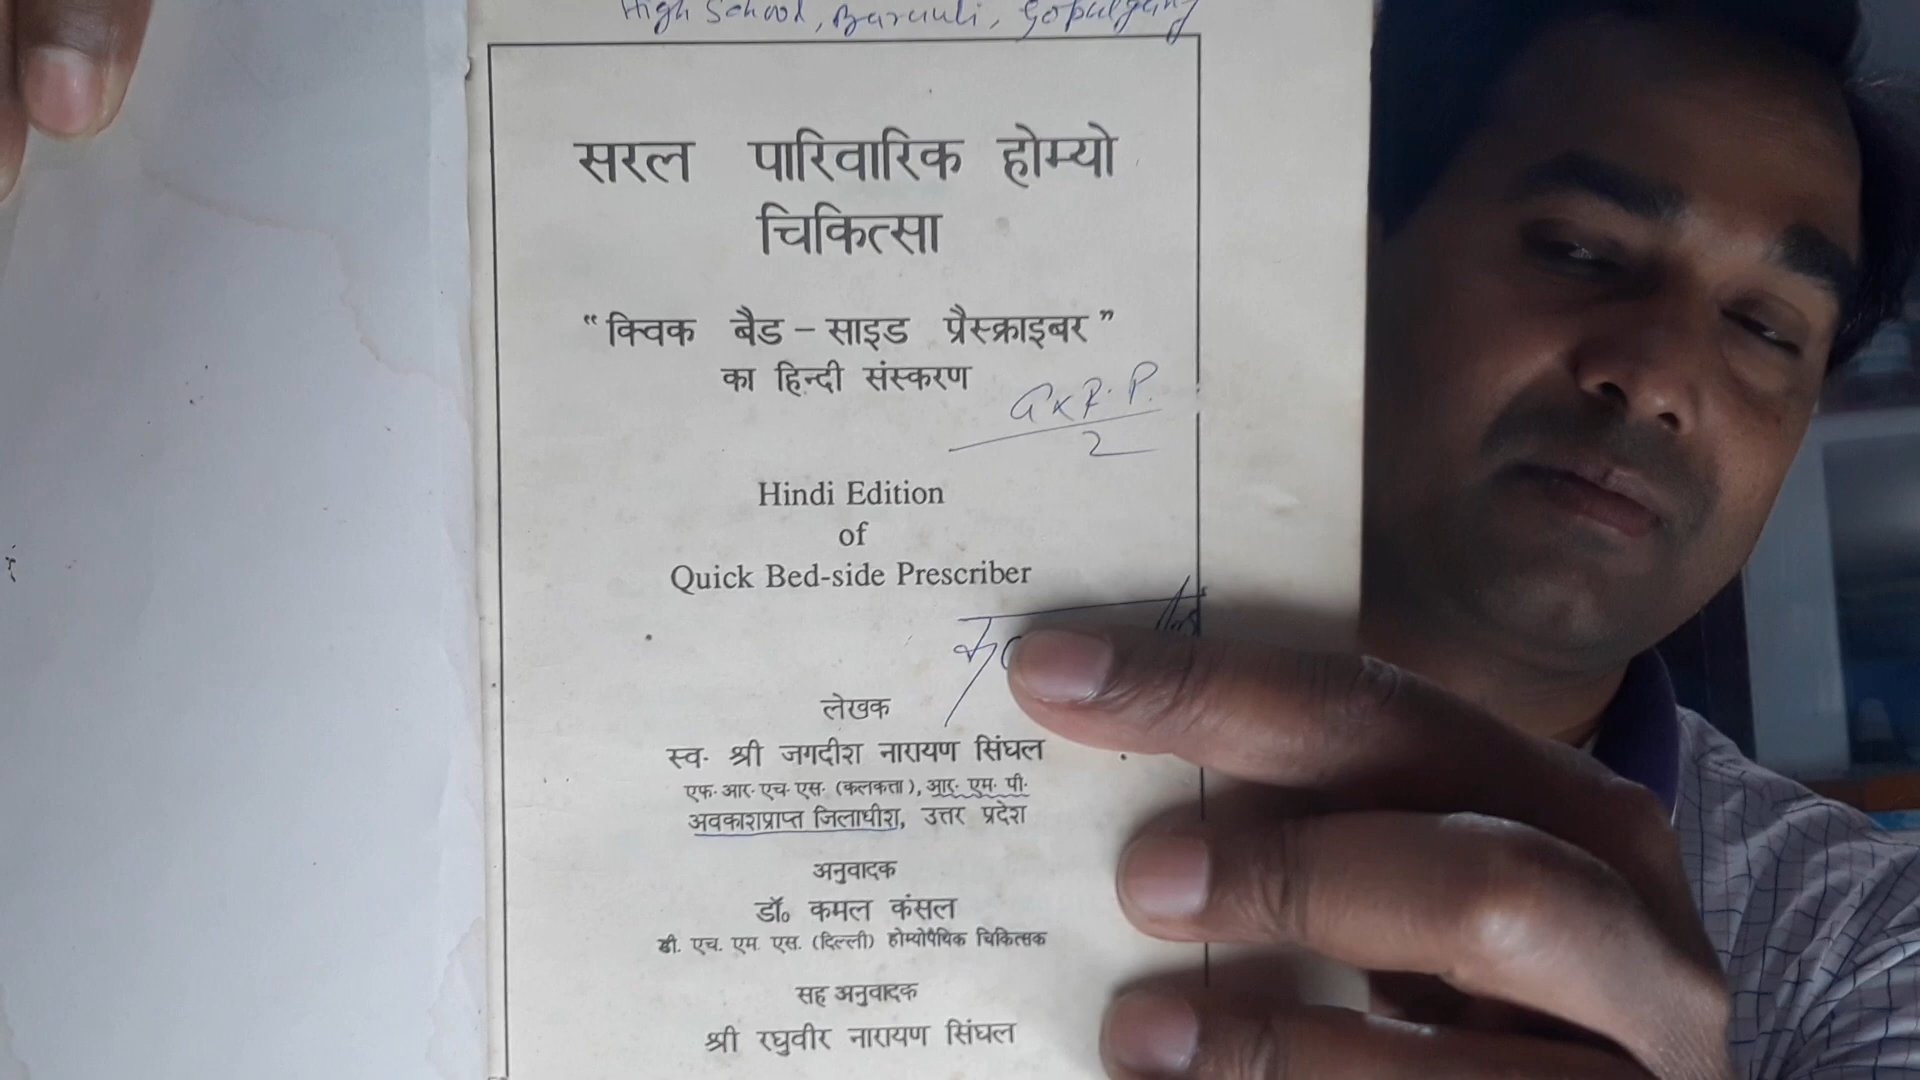 High School, Barauli, Gopalganj
सरल पारिवारिक होम्यो
चिकित्सा
“क्विक बैड – साइड प्रैस्क्राइबर”
का हिन्दी संस्करण
2
Hindi Edition
of
Quick Bed-side Prescriber
लेखक
स्व॰ श्री जगदीश नारायण सिंघल
एफ॰ आर॰ एच॰ एस॰ (कलकत्ता), आर॰ एम॰ पी॰
अवकाशप्राप्त जिलाधीश, उत्तर प्रदेश
अनुवादक
डॉ॰ कमल कंसल
डी. एच. एम. एस. (दिल्ली) होम्योपैथिक चिकित्सक
सह अनुवादक
श्री रघुवीर नारायण सिंघल